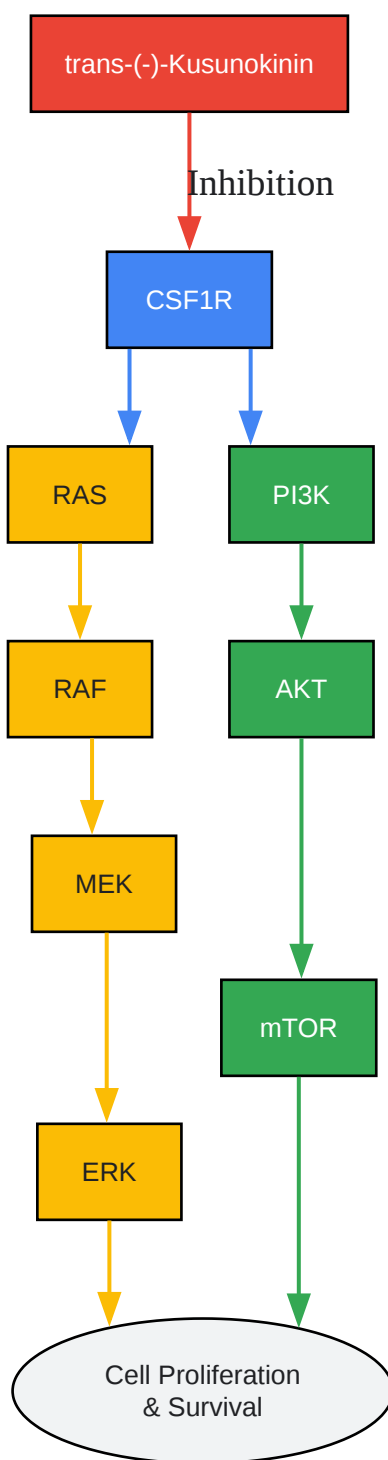 trans-(-)-Kusunokinin
Inhibition
CSF1R
RAS
PI3K
RAF
AKT
MEK
mTOR
ERK
Cell Proliferation
& Survival